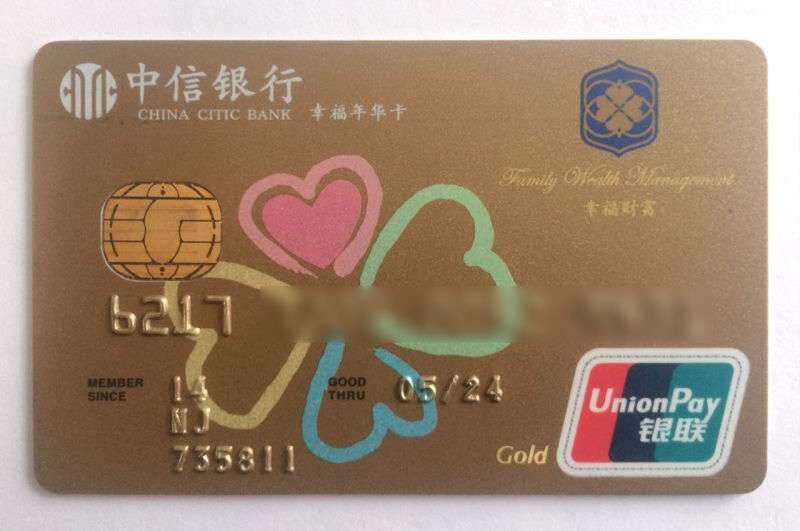 中信银行
CHINA CITIC BANK 幸福年华卡
Family Wealth Management
幸福财富
6217
MEMBER SINCE 14 GOOD THRU 05/24
NJ
735811
Gold
UnionPay
银联